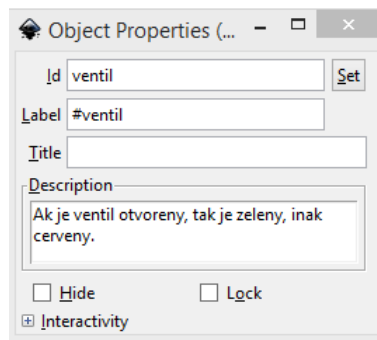 Object Properties (...
Id ventil Set
Label #ventil
Title
Description
Ak je ventil otvoreny, tak je zeleny, inak
cerveny.
Hide Lock
Interactivity